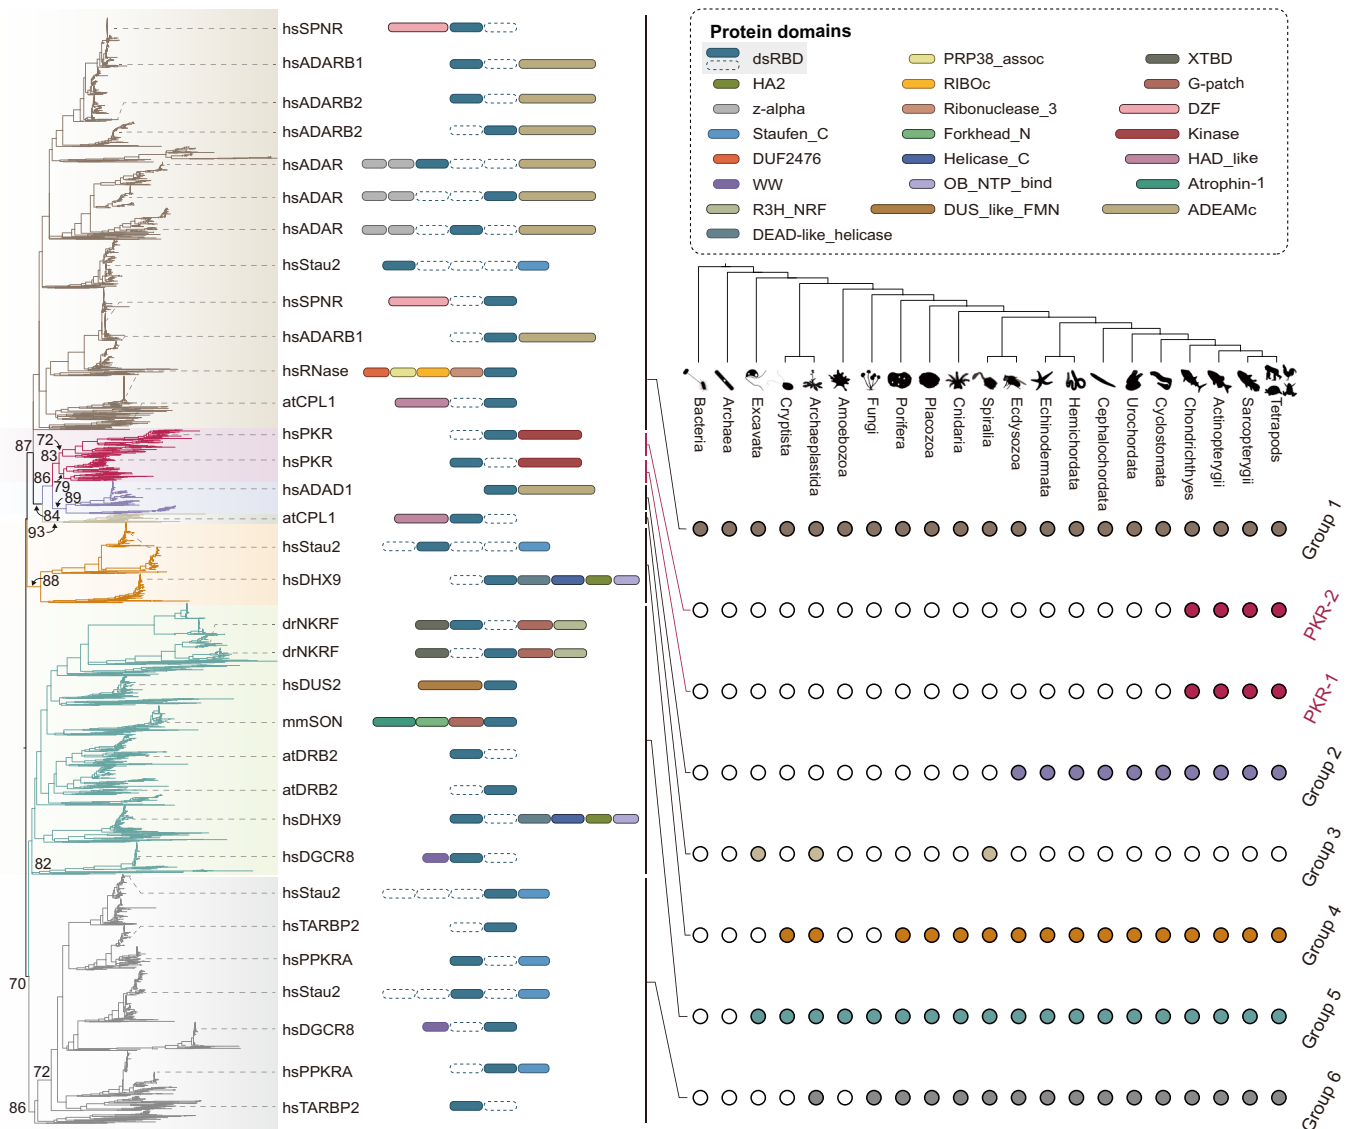 hsSPNR
hsADARB1
hsADARB2
hsADARB2
hsADAR
hsADAR
hsADAR
hsStau2
hsSPNR
hsADARB1
hsRNase
atCPL1
hsPKR
hsPKR
hsADAD1
atCPL1
hsStau2
hsDHX9
drNKRF
drNKRF
hsDUS2
mmSON
atDRB2
atDRB2
hsDHX9
hsDGCR8
hsStau2
hsTARBP2
hsPPKRA
hsStau2
hsDGCR8
hsPPKRA
hsTARBP2
87
72
83
86
79
89
84
93
88
82
70
72
86
Protein domains
dsRBD
HA2
z-alpha
Staufen_C
DUF2476
WW
R3H_NRF
DEAD-like_helicase
PRP38_assoc
RIBOc
Ribonuclease_3
Forkhead_N
Helicase_C
OB_NTP_bind
DUS_like_FMN
XTBD
G-patch
DZF
Kinase
HAD_like
Atrophin-1
ADEAMc
Bacteria
Archaea
Excavata
Cryptista
Archaeplastida
Amoebozoa
Fungi
Porifera
Placozoa
Cnidaria
Spiralia
Ecdysozoa
Echinodermata
Hemichordata
Cephalochordata
Urochordata
Cyclostomata
Chondrichthyes
Actinopterygii
Sarcopterygii
Tetrapods
Group 1
PKR-2
PKR-1
Group 2
Group 3
Group 4
Group 5
Group 6